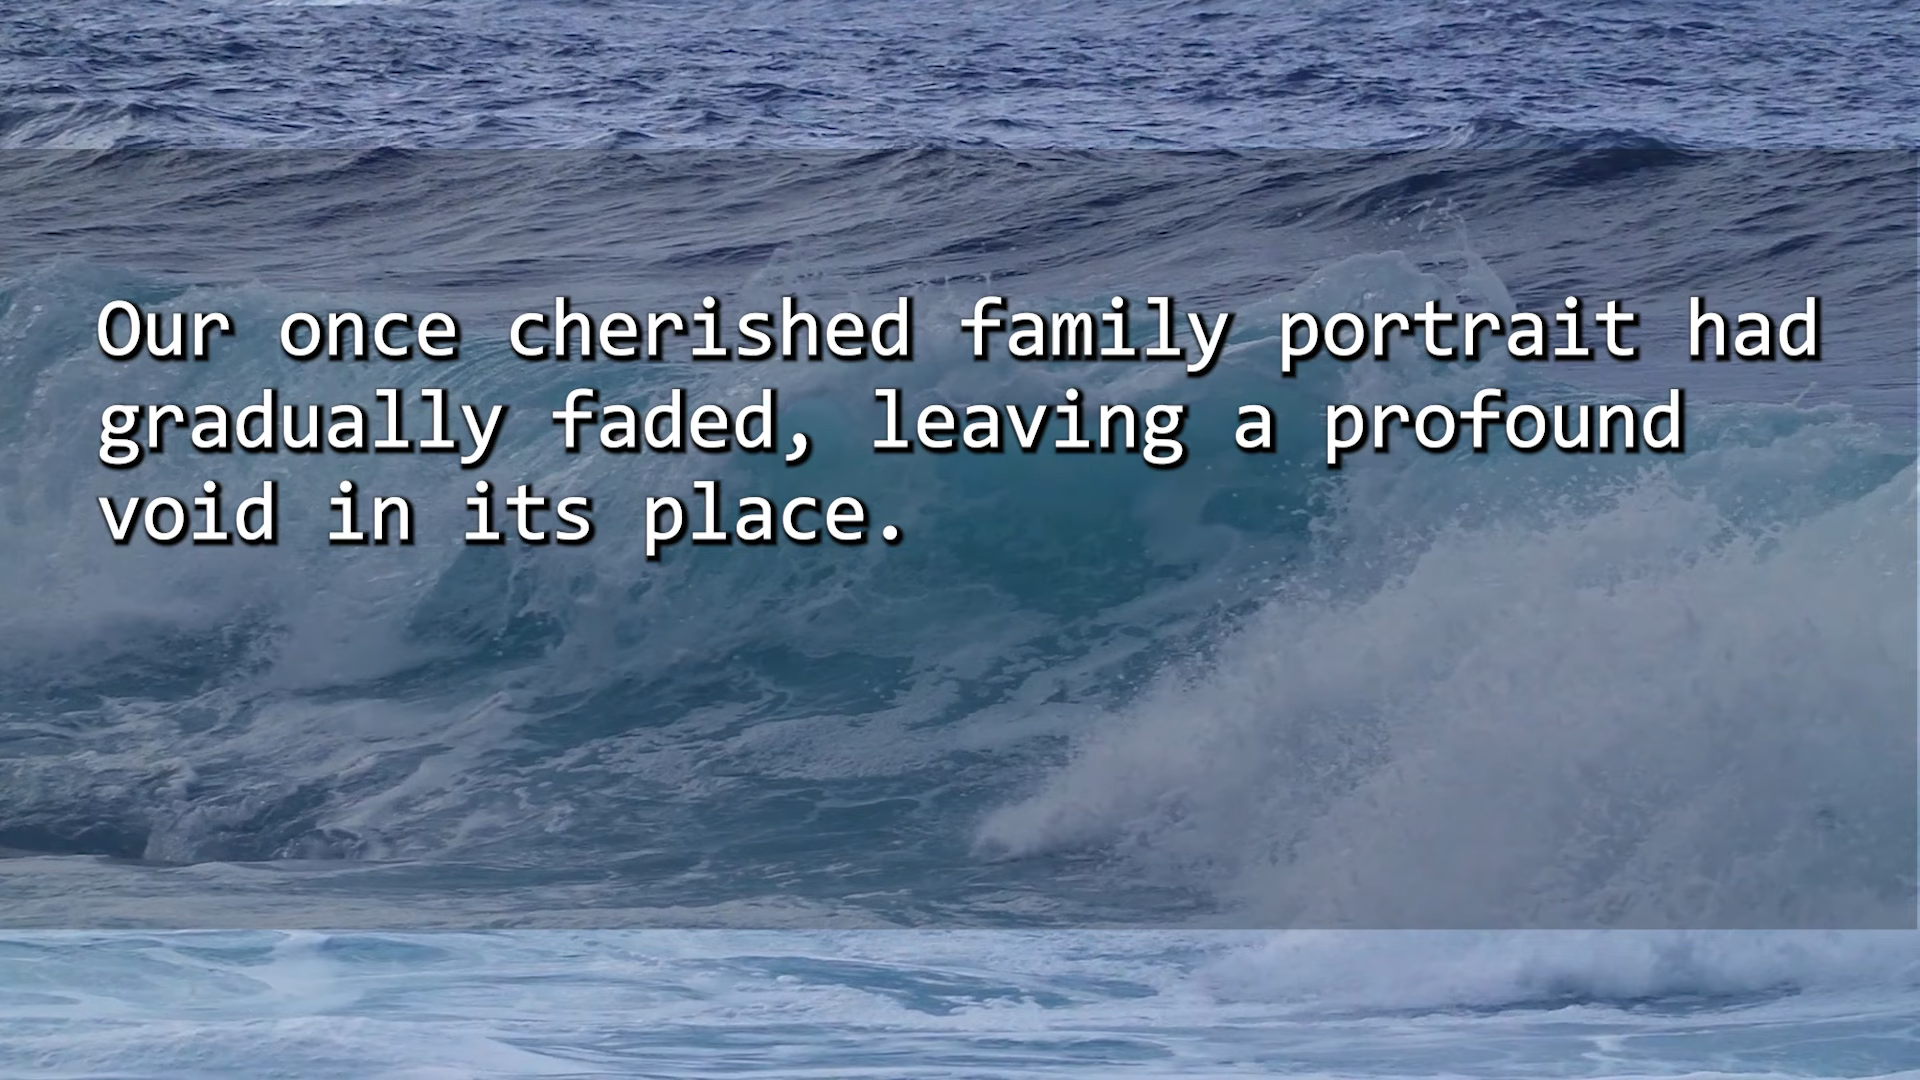 Our once cherished family portrait had
gradually faded, leaving a profound
void in its place.